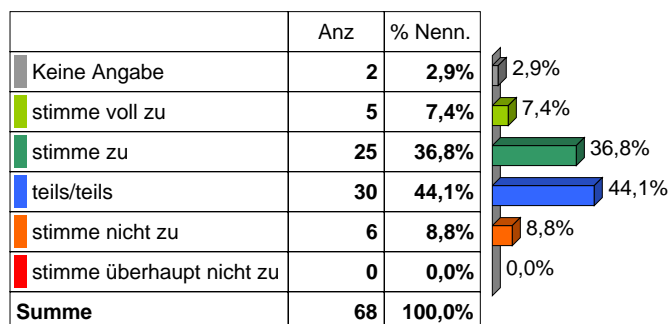 Anz % Nenn.
Keine Angabe 2 2,9% 2,9%
stimme voll zu 5 7,4% 7,4%
stimme zu 25 36,8% 36,8%
teils/teils 30 44,1% 44,1%
stimme nicht zu 6 8,8% 8,8%
stimme überhaupt nicht zu 0 0,0% 0,0%
Summe 68 100,0%